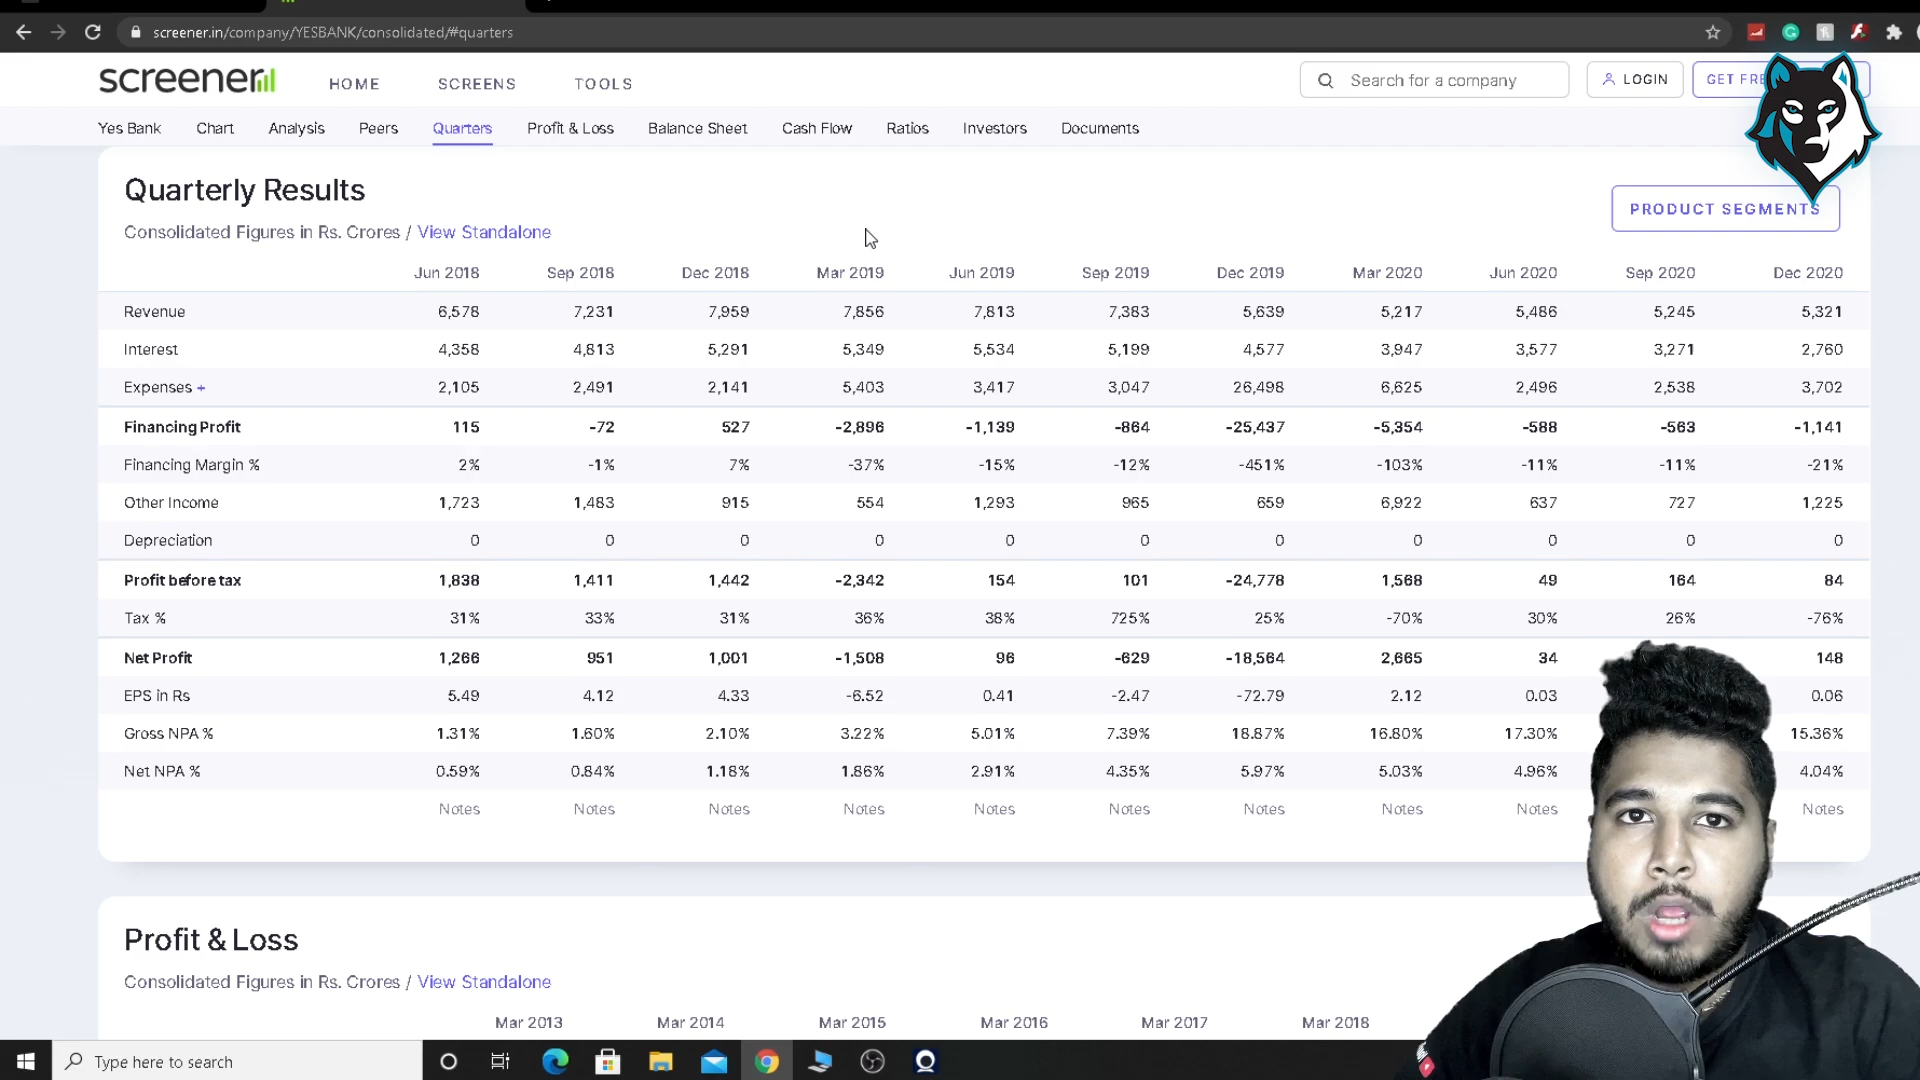 screener.in/company/YESBANK/consolidated/#quarters
screener HOME SCREENS TOOLS Search for a company LOGIN GET FRE
Yes Bank Chart Analysis Peers Quarters Profit & Loss Balance Sheet Cash Flow Ratios Investors Documents
Quarterly Results
PRODUCT SEGMENTS
Consolidated Figures in Rs. Crores / View Standalone
Jun 2018 Sep 2018 Dec 2018 Mar 2019 Jun 2019 Sep 2019 Dec 2019 Mar 2020 Jun 2020 Sep 2020 Dec 2020
Revenue 6,578 7,231 7,959 7,856 7,813 7,383 5,639 5,217 5,486 5,245 5,321
Interest 4,358 4,813 5,291 5,349 5,534 5,199 4,577 3,947 3,577 3,271 2,760
Expenses + 2,105 2,491 2,141 5,403 3,417 3,047 26,498 6,625 2,496 2,538 3,702
Financing Profit 115 -72 527 -2,896 -1,139 -864 -25,437 -5,354 -588 -563 -1,141
Financing Margin % 2% -1% 7% -37% -15% -12% -451% -103% -11% -11% -21%
Other Income 1,723 1,483 915 554 1,293 965 659 6,922 637 727 1,225
Depreciation 0 0 0 0 0 0 0 0 0 0 0
Profit before tax 1,838 1,411 1,442 -2,342 154 101 -24,778 1,568 49 164 84
Tax % 31% 33% 31% 36% 38% 725% 25% -70% 30% 26% -76%
Net Profit 1,266 951 1,001 -1,508 96 -629 -18,564 2,665 34 148
EPS in Rs 5.49 4.12 4.33 -6.52 0.41 -2.47 -72.79 2.12 0.03 0.06
Gross NPA % 1.31% 1.60% 2.10% 3.22% 5.01% 7.39% 18.87% 16.80% 17.30% 15.36%
Net NPA % 0.59% 0.84% 1.18% 1.86% 2.91% 4.35% 5.97% 5.03% 4.96% 4.04%
Notes Notes Notes Notes Notes Notes Notes Notes Notes Notes
Profit & Loss
Consolidated Figures in Rs. Crores / View Standalone
Mar 2013 Mar 2014 Mar 2015 Mar 2016 Mar 2017 Mar 2018
Type here to search